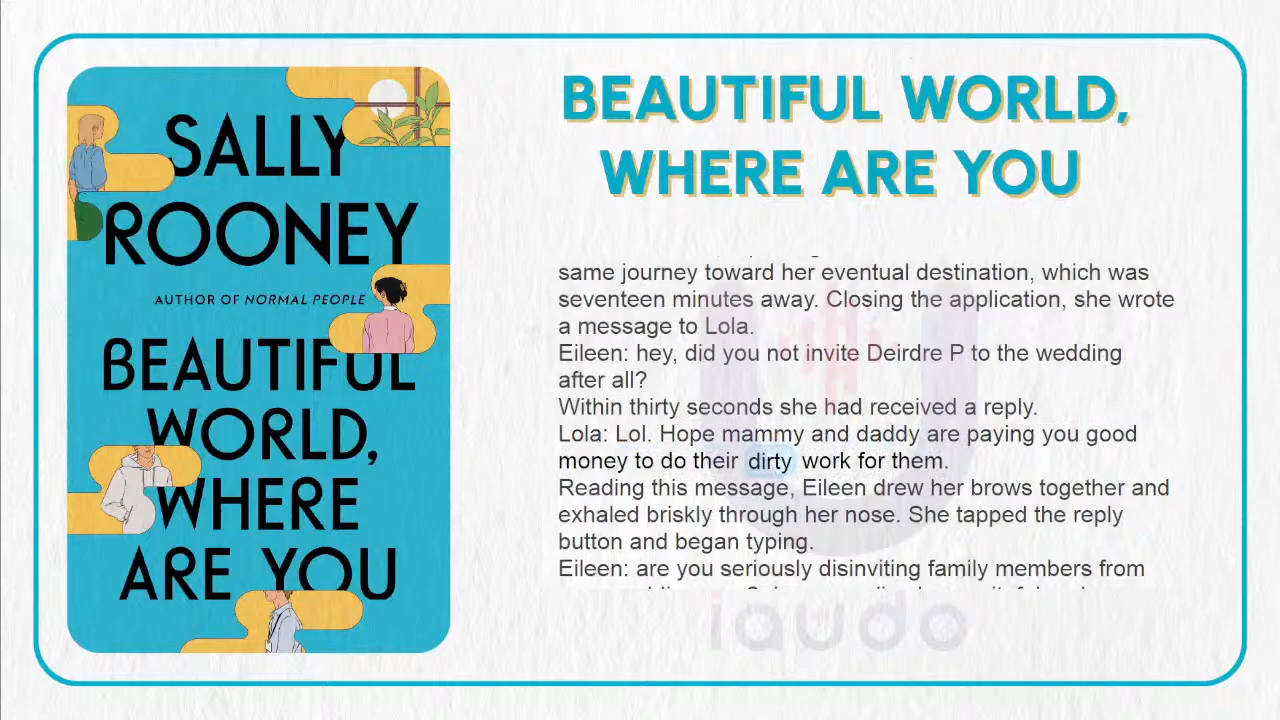 SALLY
ROONEY
AUTHOR OF NORMAL PEOPLE
BEAUTIFUL
WORLD,
WHERE
ARE YOU
BEAUTIFUL WORLD,
WHERE ARE YOU
same journey toward her eventual destination, which was
seventeen minutes away. Closing the application, she wrote
a message to Lola.
Eileen: hey, did you not invite Deirdre P to the wedding
after all?
Within thirty seconds she had received a reply.
Lola: Lol. Hope mammy and daddy are paying you good
money to do their dirty work for them.
Reading this message, Eileen drew her brows together and
exhaled briskly through her nose. She tapped the reply
button and began typing.
Eileen: are you seriously disinviting family members from
iaudo